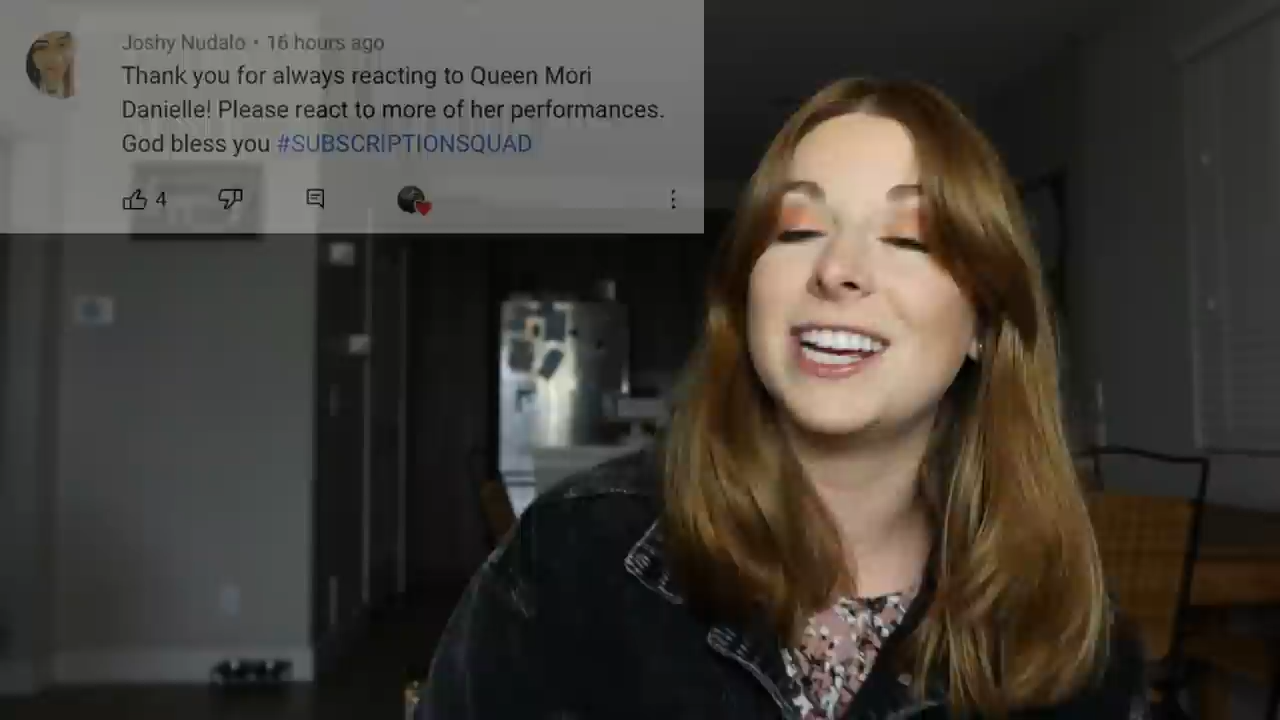 Joshy Nudalo • 16 hours ago
Thank you for always reacting to Queen Mori
Danielle! Please react to more of her performances.
God bless you #SUBSCRIPTIONSQUAD
4